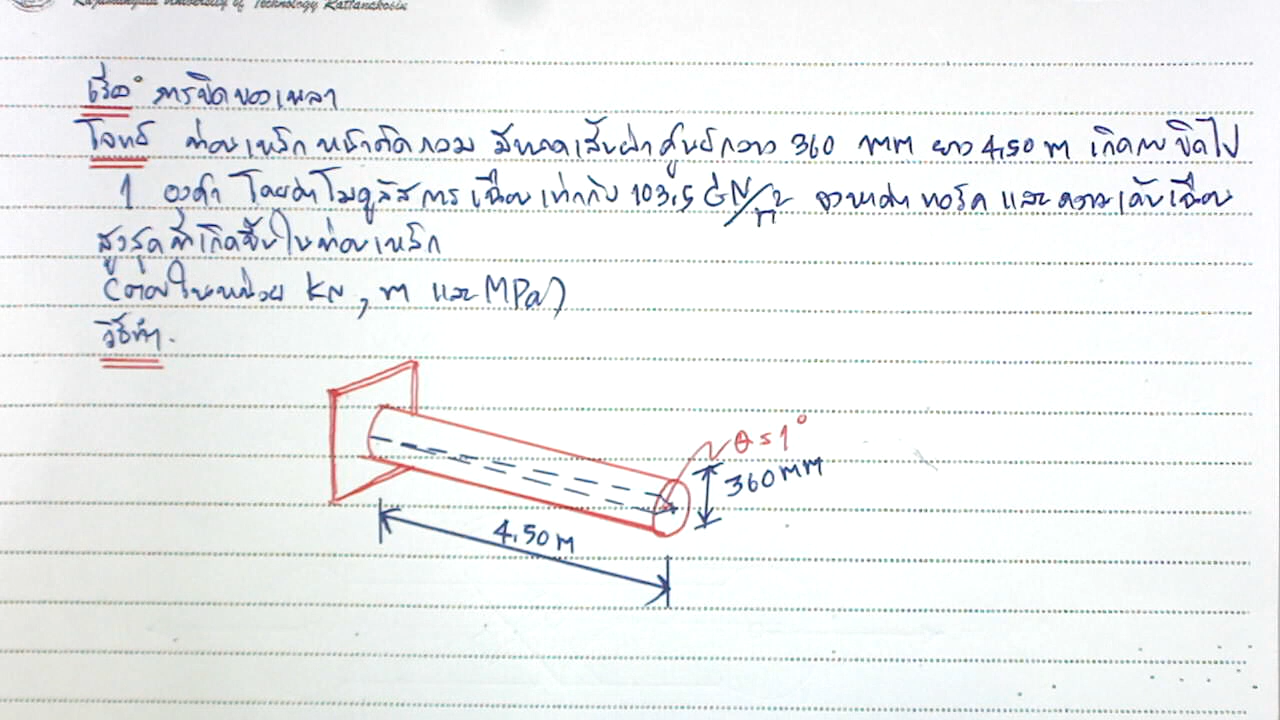 Rajamangala University of Technology Rattanakosin
เรื่อง การบิดของเพลา
โจทย์ ท่อนเหล็กหน้าตัดกลม มีขนาดเส้นผ่าศูนย์กลาง 360 mm ยาว 4.50 m เกิดการบิดไป
1 องศา โดยค่าโมดูลัสการเฉือนเท่ากับ 103.5 GN/m² จงหาค่าทอร์ค และความเค้นเฉือน
สูงสุดที่เกิดขึ้นในท่อนเหล็ก
(ตอบในหน่วย kN, m และ MPa)
วิธีทำ.
θ = 1°
360 mm
4.50 m